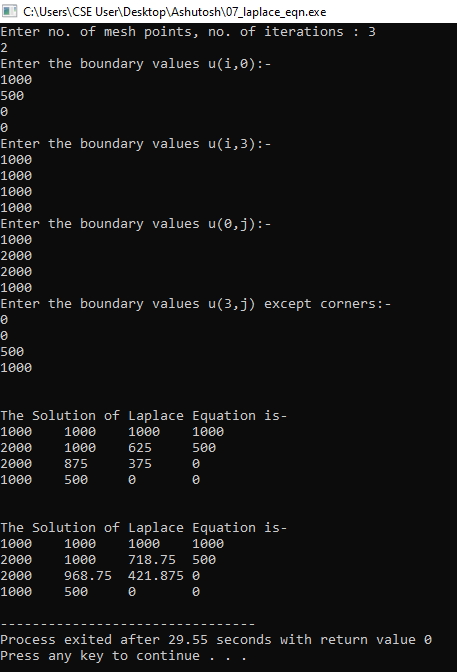 C:\Users\CSE User\Desktop\Ashutosh\07_laplace_eqn.exe
Enter no. of mesh points, no. of iterations : 3
2
Enter the boundary values u(i,0):-
1000
500
0
0
Enter the boundary values u(i,3):-
1000
1000
1000
1000
Enter the boundary values u(0,j):-
1000
2000
2000
1000
Enter the boundary values u(3,j) except corners:-
0
0
500
1000
The Solution of Laplace Equation is-
1000 1000 1000 1000
2000 1000 625 500
2000 875 375 0
1000 500 0 0
The Solution of Laplace Equation is-
1000 1000 1000 1000
2000 1000 718.75 500
2000 968.75 421.875 0
1000 500 0 0
--------------------------------
Process exited after 29.55 seconds with return value 0
Press any key to continue . . .